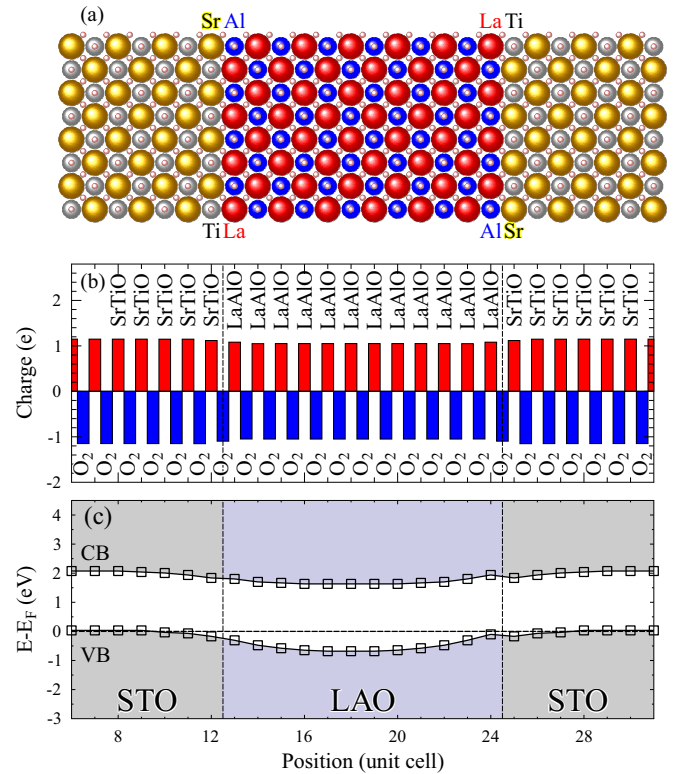 (a)
Sr Al
La Ti
Ti La
Al Sr
(b)
SrTiO SrTiO SrTiO SrTiO SrTiO LaAlO LaAlO LaAlO LaAlO LaAlO LaAlO LaAlO LaAlO LaAlO LaAlO LaAlO LaAlO SrTiO SrTiO SrTiO SrTiO SrTiO SrTiO
2
1
0
-1
-2
Charge (e)
O₂ O₂ O₂ O₂ O₂ O₂ O₂ O₂ O₂ O₂ O₂ O₂ O₂ O₂ O₂ O₂ O₂ O₂ O₂ O₂ O₂ O₂ O₂ O₂ O₂
(c)
4
3
2
1
0
-1
-2
-3
E-E_F (eV)
CB
VB
STO LAO STO
8 12 16 20 24 28
Position (unit cell)